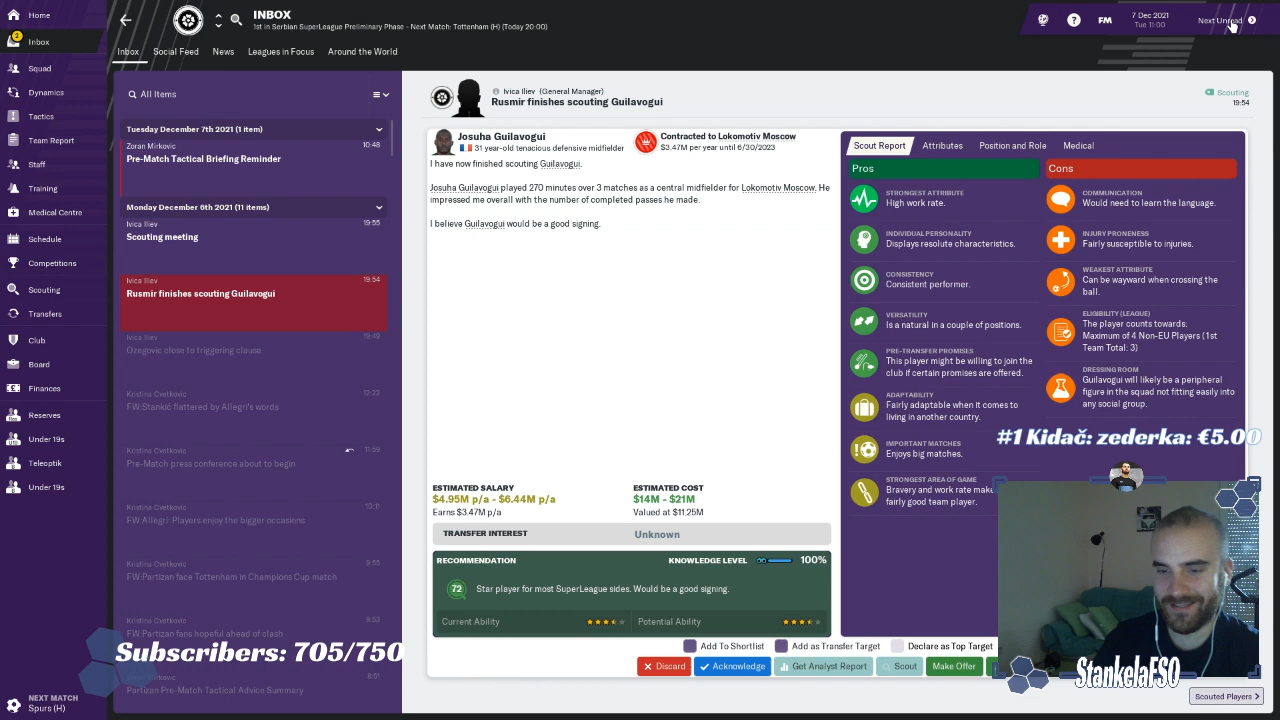 INBOX
1st in Serbian SuperLeague Preliminary Phase - Next Match: Tottenham (H) (Today 20:00)
FM
7 Dec 2021
Tue 11:00
Next Unread
Home
2
Inbox
Squad
Dynamics
Tactics
Team Report
Staff
Training
Medical Centre
Schedule
Competitions
Scouting
Transfers
Club
Board
Finances
Reserves
Under 19s
Teleoptik
Under 19s
NEXT MATCH
Spurs (H)
Inbox
Social Feed
News
Leagues in Focus
Around the World
All Items
Tuesday December 7th 2021 (1 item)
Zoran Mirkovic
10:48
Pre-Match Tactical Briefing Reminder
Monday December 6th 2021 (11 items)
Ivica Iliev
19:55
Scouting meeting
Ivica Iliev
19:54
Rusmir finishes scouting Guilavogui
Ivica Iliev
19:49
Ozegovic close to triggering clause
Kristina Cvetkovic
12:22
FW:Stankić flattered by Allegri's words
Kristina Cvetkovic
11:59
Pre-Match press conference about to begin
Kristina Cvetkovic
10:11
FW:Allegri: Players enjoy the bigger occasions
Kristina Cvetkovic
9:55
FW:Partizan face Tottenham in Champions Cup match
Kristina Cvetkovic
9:53
FW:Partizan fans hopeful ahead of clash
Subscribers: 705/750
8:51
Partizan Pre-Match Tactical Advice Summary
Ivica Iliev (General Manager)
Rusmir finishes scouting Guilavogui
Scouting
19:54
Josuha Guilavogui
31 year-old tenacious defensive midfielder
Contracted to Lokomotiv Moscow
$3.47M per year until 6/30/2023
I have now finished scouting Guilavogui.
Josuha Guilavogui played 270 minutes over 3 matches as a central midfielder for Lokomotiv Moscow. He
impressed me overall with the number of completed passes he made.
I believe Guilavogui would be a good signing.
ESTIMATED SALARY
$4.95M p/a - $6.44M p/a
Earns $3.47M p/a
ESTIMATED COST
$14M - $21M
Valued at $11.25M
TRANSFER INTEREST
Unknown
RECOMMENDATION
KNOWLEDGE LEVEL
100%
72
Star player for most SuperLeague sides. Would be a good signing.
Current Ability
Potential Ability
Add To Shortlist
Add as Transfer Target
Declare as Top Target
Discard
Acknowledge
Get Analyst Report
Scout
Make Offer
Scout Report
Attributes
Position and Role
Medical
Pros
STRONGEST ATTRIBUTE
High work rate.
INDIVIDUAL PERSONALITY
Displays resolute characteristics.
CONSISTENCY
Consistent performer.
VERSATILITY
Is a natural in a couple of positions.
PRE-TRANSFER PROMISES
This player might be willing to join the
club if certain promises are offered.
ADAPTABILITY
Fairly adaptable when it comes to
living in another country.
IMPORTANT MATCHES
Enjoys big matches.
STRONGEST AREA OF GAME
Bravery and work rate make
fairly good team player.
Cons
COMMUNICATION
Would need to learn the language.
INJURY PRONENESS
Fairly susceptible to injuries.
WEAKEST ATTRIBUTE
Can be wayward when crossing the
ball.
ELIGIBILITY (LEAGUE)
The player counts towards:
Maximum of 4 Non-EU Players (1st
Team Total: 3)
DRESSING ROOM
Guilavogui will likely be a peripheral
figure in the squad not fitting easily into
any social group.
#1 Kidač: zederka: €5.00
StankelaFSO
Scouted Players